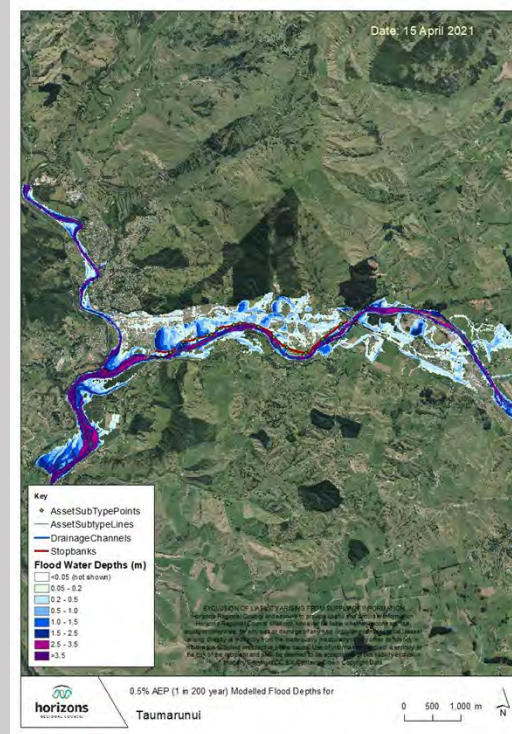 Date: 15 April 2021
Key
AssetSubTypePoints
AssetSubtypeLines
DrainageChannels
Stopbanks
Flood Water Depths (m)
<0.05 (not shown)
0.05 - 0.2
0.2 - 0.5
0.5 - 1.0
1.0 - 1.5
1.5 - 2.5
2.5 - 3.5
>3.5
EXCLUSION OF LIABILITY ARISING FROM SUPPLY OF INFORMATION
horizons
REGIONAL COUNCIL
0.5% AEP (1 in 200 year) Modelled Flood Depths for
Taumarunui
0 500 1,000 m
N